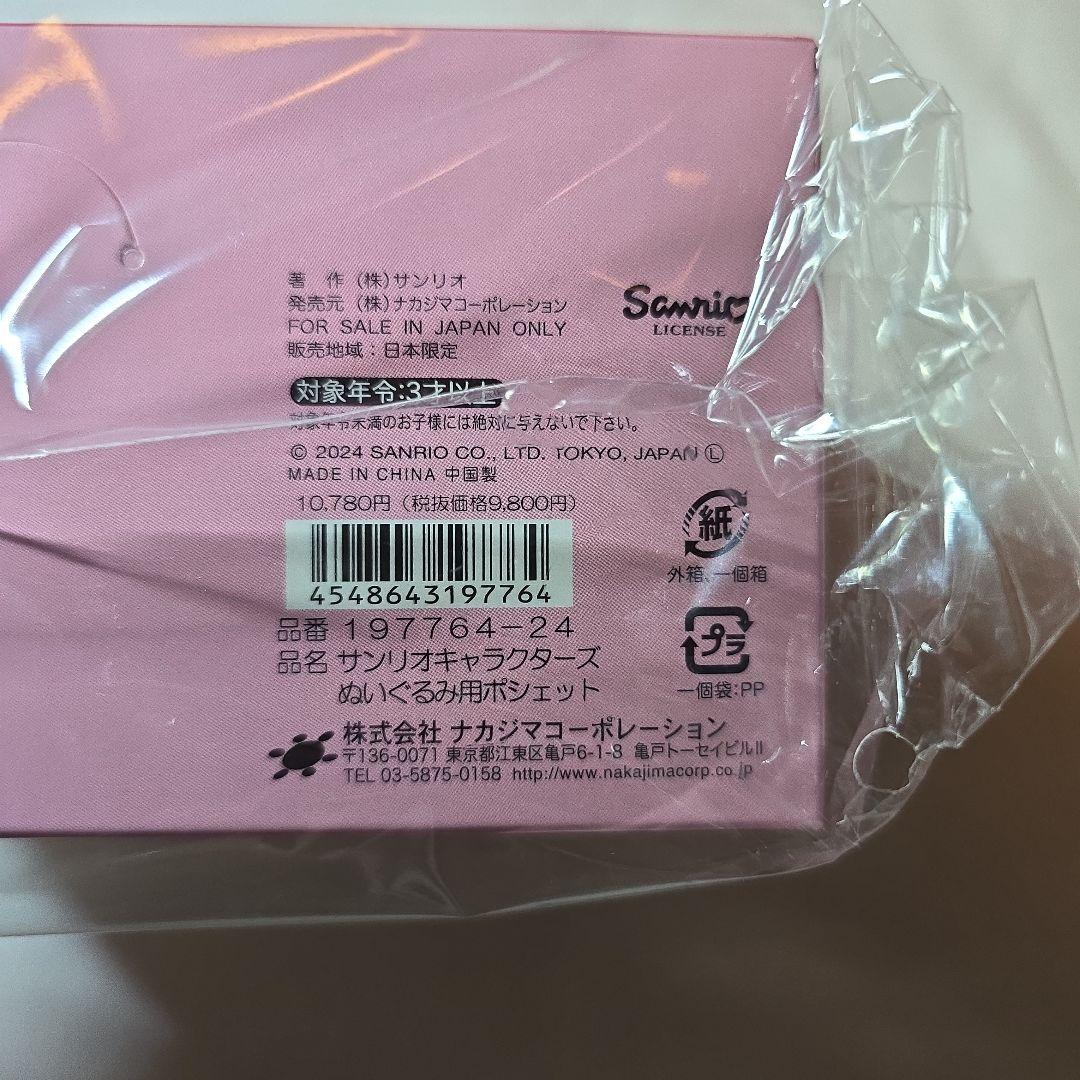 著 作 (株)サンリオ
発売元 (株)ナカジマコーポレーション
FOR SALE IN JAPAN ONLY
販売地域：日本限定
Sanrio
LICENSE
対象年令:3才以上
対象年令未満のお子様には絶対に与えないで下さい。
© 2024 SANRIO CO., LTD. TOKYO, JAPAN Ⓛ
MADE IN CHINA 中国製
10,780円 (税抜価格9,800円)
4548643197764
紙
外箱、一個箱
品番 197764-24
品名 サンリオキャラクターズ
ぬいぐるみ用ポシェット
プラ
一個袋:PP
株式会社 ナカジマコーポレーション
〒136-0071 東京都江東区亀戸6-1-8 亀戸トーセイビルⅡ
TEL 03-5875-0158 http://www.nakajimacorp.co.jp